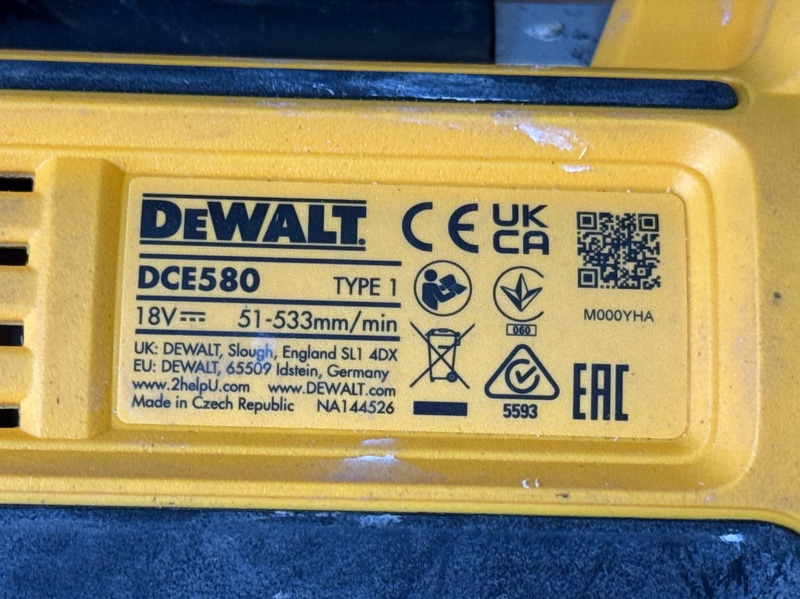 DEWALT
CE UK CA
DCE580 TYPE 1
18V 51-533mm/min
M000YHA
060
UK: DEWALT, Slough, England SL1 4DX
EU: DEWALT, 65509 Idstein, Germany
www.2helpU.com www.DEWALT.com
Made in Czech Republic NA144526
5593
EAC